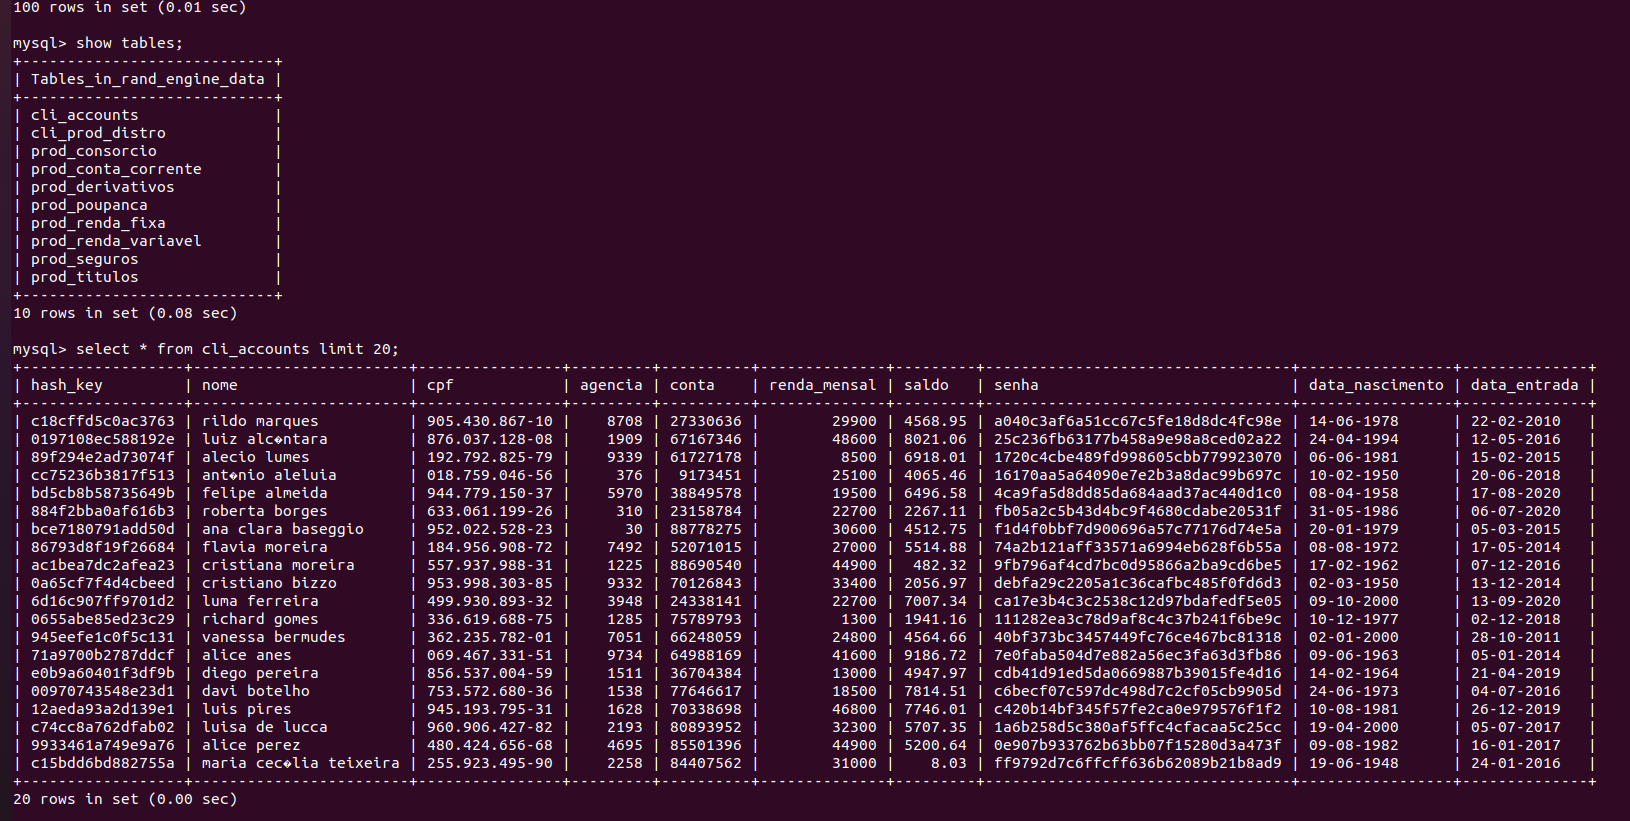 100 rows in set (0.01 sec)
mysql> show tables;
+----------------------------+
| Tables_in_rand_engine_data |
+----------------------------+
| cli_accounts               |
| cli_prod_distro            |
| prod_consorcio             |
| prod_conta_corrente        |
| prod_derivativos           |
| prod_poupanca              |
| prod_renda_fixa            |
| prod_renda_variavel        |
| prod_seguros               |
| prod_titulos               |
+----------------------------+
10 rows in set (0.08 sec)
mysql> select * from cli_accounts limit 20;
+------------------+------------------------+----------------+---------+----------+--------------+---------+----------------------------------+-----------------+--------------+
| hash_key         | nome                   | cpf            | agencia | conta    | renda_mensal | saldo   | senha                            | data_nascimento | data_entrada |
+------------------+------------------------+----------------+---------+----------+--------------+---------+----------------------------------+-----------------+--------------+
| c18cffd5c0ac3763 | rildo marques          | 905.430.867-10 |    8708 | 27330636 |        29900 | 4568.95 | a040c3af6a51cc67c5fe18d8dc4fc98e | 14-06-1978      | 22-02-2010   |
| 0197108ec588192e | luiz alc�ntara         | 876.037.128-08 |    1909 | 67167346 |        48600 | 8021.06 | 25c236fb63177b458a9e98a8ced02a22 | 24-04-1994      | 12-05-2016   |
| 89f294e2ad73074f | alecio lumes           | 192.792.825-79 |    9339 | 61727178 |         8500 | 6918.01 | 1720c4cbe489fd998605cbb779923070 | 06-06-1981      | 15-02-2015   |
| cc75236b3817f513 | ant�nio aleluia        | 018.759.046-56 |     376 |  9173451 |        25100 | 4065.46 | 16170aa5a64090e7e2b3a8dac99b697c | 10-02-1950      | 20-06-2018   |
| bd5cb8b58735649b | felipe almeida         | 944.779.150-37 |    5970 | 38849578 |        19500 | 6496.58 | 4ca9fa5d8dd85da684aad37ac440d1c0 | 08-04-1958      | 17-08-2020   |
| 884f2bba0af616b3 | roberta borges         | 633.061.199-26 |     310 | 23158784 |        22700 | 2267.11 | fb05a2c5b43d4bc9f4680cdabe20531f | 31-05-1986      | 06-07-2020   |
| bce7180791add50d | ana clara baseggio     | 952.022.528-23 |      30 | 88778275 |        30600 | 4512.75 | f1d4f0bbf7d900696a57c77176d74e5a | 20-01-1979      | 05-03-2015   |
| 86793d8f19f26684 | flavia moreira         | 184.956.908-72 |    7492 | 52071015 |        27000 | 5514.88 | 74a2b121aff33571a6994eb628f6b55a | 08-08-1972      | 17-05-2014   |
| ac1bea7dc2afea23 | cristiana moreira      | 557.937.988-31 |    1225 | 88690540 |        44900 |  482.32 | 9fb796af4cd7bc0d95866a2ba9cd6be5 | 17-02-1962      | 07-12-2016   |
| 0a65cf7f4d4cbeed | cristiano bizzo        | 953.998.303-85 |    9332 | 70126843 |        33400 | 2056.97 | debfa29c2205a1c36cafbc485f0fd6d3 | 02-03-1950      | 13-12-2014   |
| 6d16c907ff9701d2 | luma ferreira          | 499.930.893-32 |    3948 | 24338141 |        22700 | 7007.34 | ca17e3b4c3c2538c12d97bdafedf5e05 | 09-10-2000      | 13-09-2020   |
| 0655abe85ed23c29 | richard gomes          | 336.619.688-75 |    1285 | 75789793 |         1300 | 1941.16 | 111282ea3c78d9af8c4c37b241f6be9c | 10-12-1977      | 02-12-2018   |
| 945eefe1c0f5c131 | vanessa bermudes       | 362.235.782-01 |    7051 | 66248059 |        24800 | 4564.66 | 40bf373bc3457449fc76ce467bc81318 | 02-01-2000      | 28-10-2011   |
| 71a9700b2787ddcf | alice anes             | 069.467.331-51 |    9734 | 64988169 |        41600 | 9186.72 | 7e0faba504d7e882a56ec3fa63d3fb86 | 09-06-1963      | 05-01-2014   |
| e0b9a60401f3df9b | diego pereira          | 856.537.004-59 |    1511 | 36704384 |        13000 | 4947.97 | cdb41d91ed5da0669887b39015fe4d16 | 14-02-1964      | 21-04-2019   |
| 00970743548e23d1 | davi botelho           | 753.572.680-36 |    1538 | 77646617 |        18500 | 7814.51 | c6becf07c597dc498d7c2cf05cb9905d | 24-06-1973      | 04-07-2016   |
| 12aeda93a2d139e1 | luis pires             | 945.193.795-31 |    1628 | 70338698 |        46800 | 7746.01 | c420b14bf345f57fe2ca0e979576f1f2 | 10-08-1981      | 26-12-2019   |
| c74cc8a762dfab02 | luisa de lucca         | 960.906.427-82 |    2193 | 80893952 |        32300 | 5707.35 | 1a6b258d5c380af5ffc4cfacaa5c25cc | 19-04-2000      | 05-07-2017   |
| 9933461a749e9a76 | alice perez            | 480.424.656-68 |    4695 | 85501396 |        44900 | 5200.64 | 0e907b933762b63bb07f15280d3a473f | 09-08-1982      | 16-01-2017   |
| c15bdd6bd882755a | maria cec�lia teixeira | 255.923.495-90 |    2258 | 84407562 |        31000 |    8.03 | ff9792d7c6ffcff636b62089b21b8ad9 | 19-06-1948      | 24-01-2016   |
+------------------+------------------------+----------------+---------+----------+--------------+---------+----------------------------------+-----------------+--------------+
20 rows in set (0.00 sec)